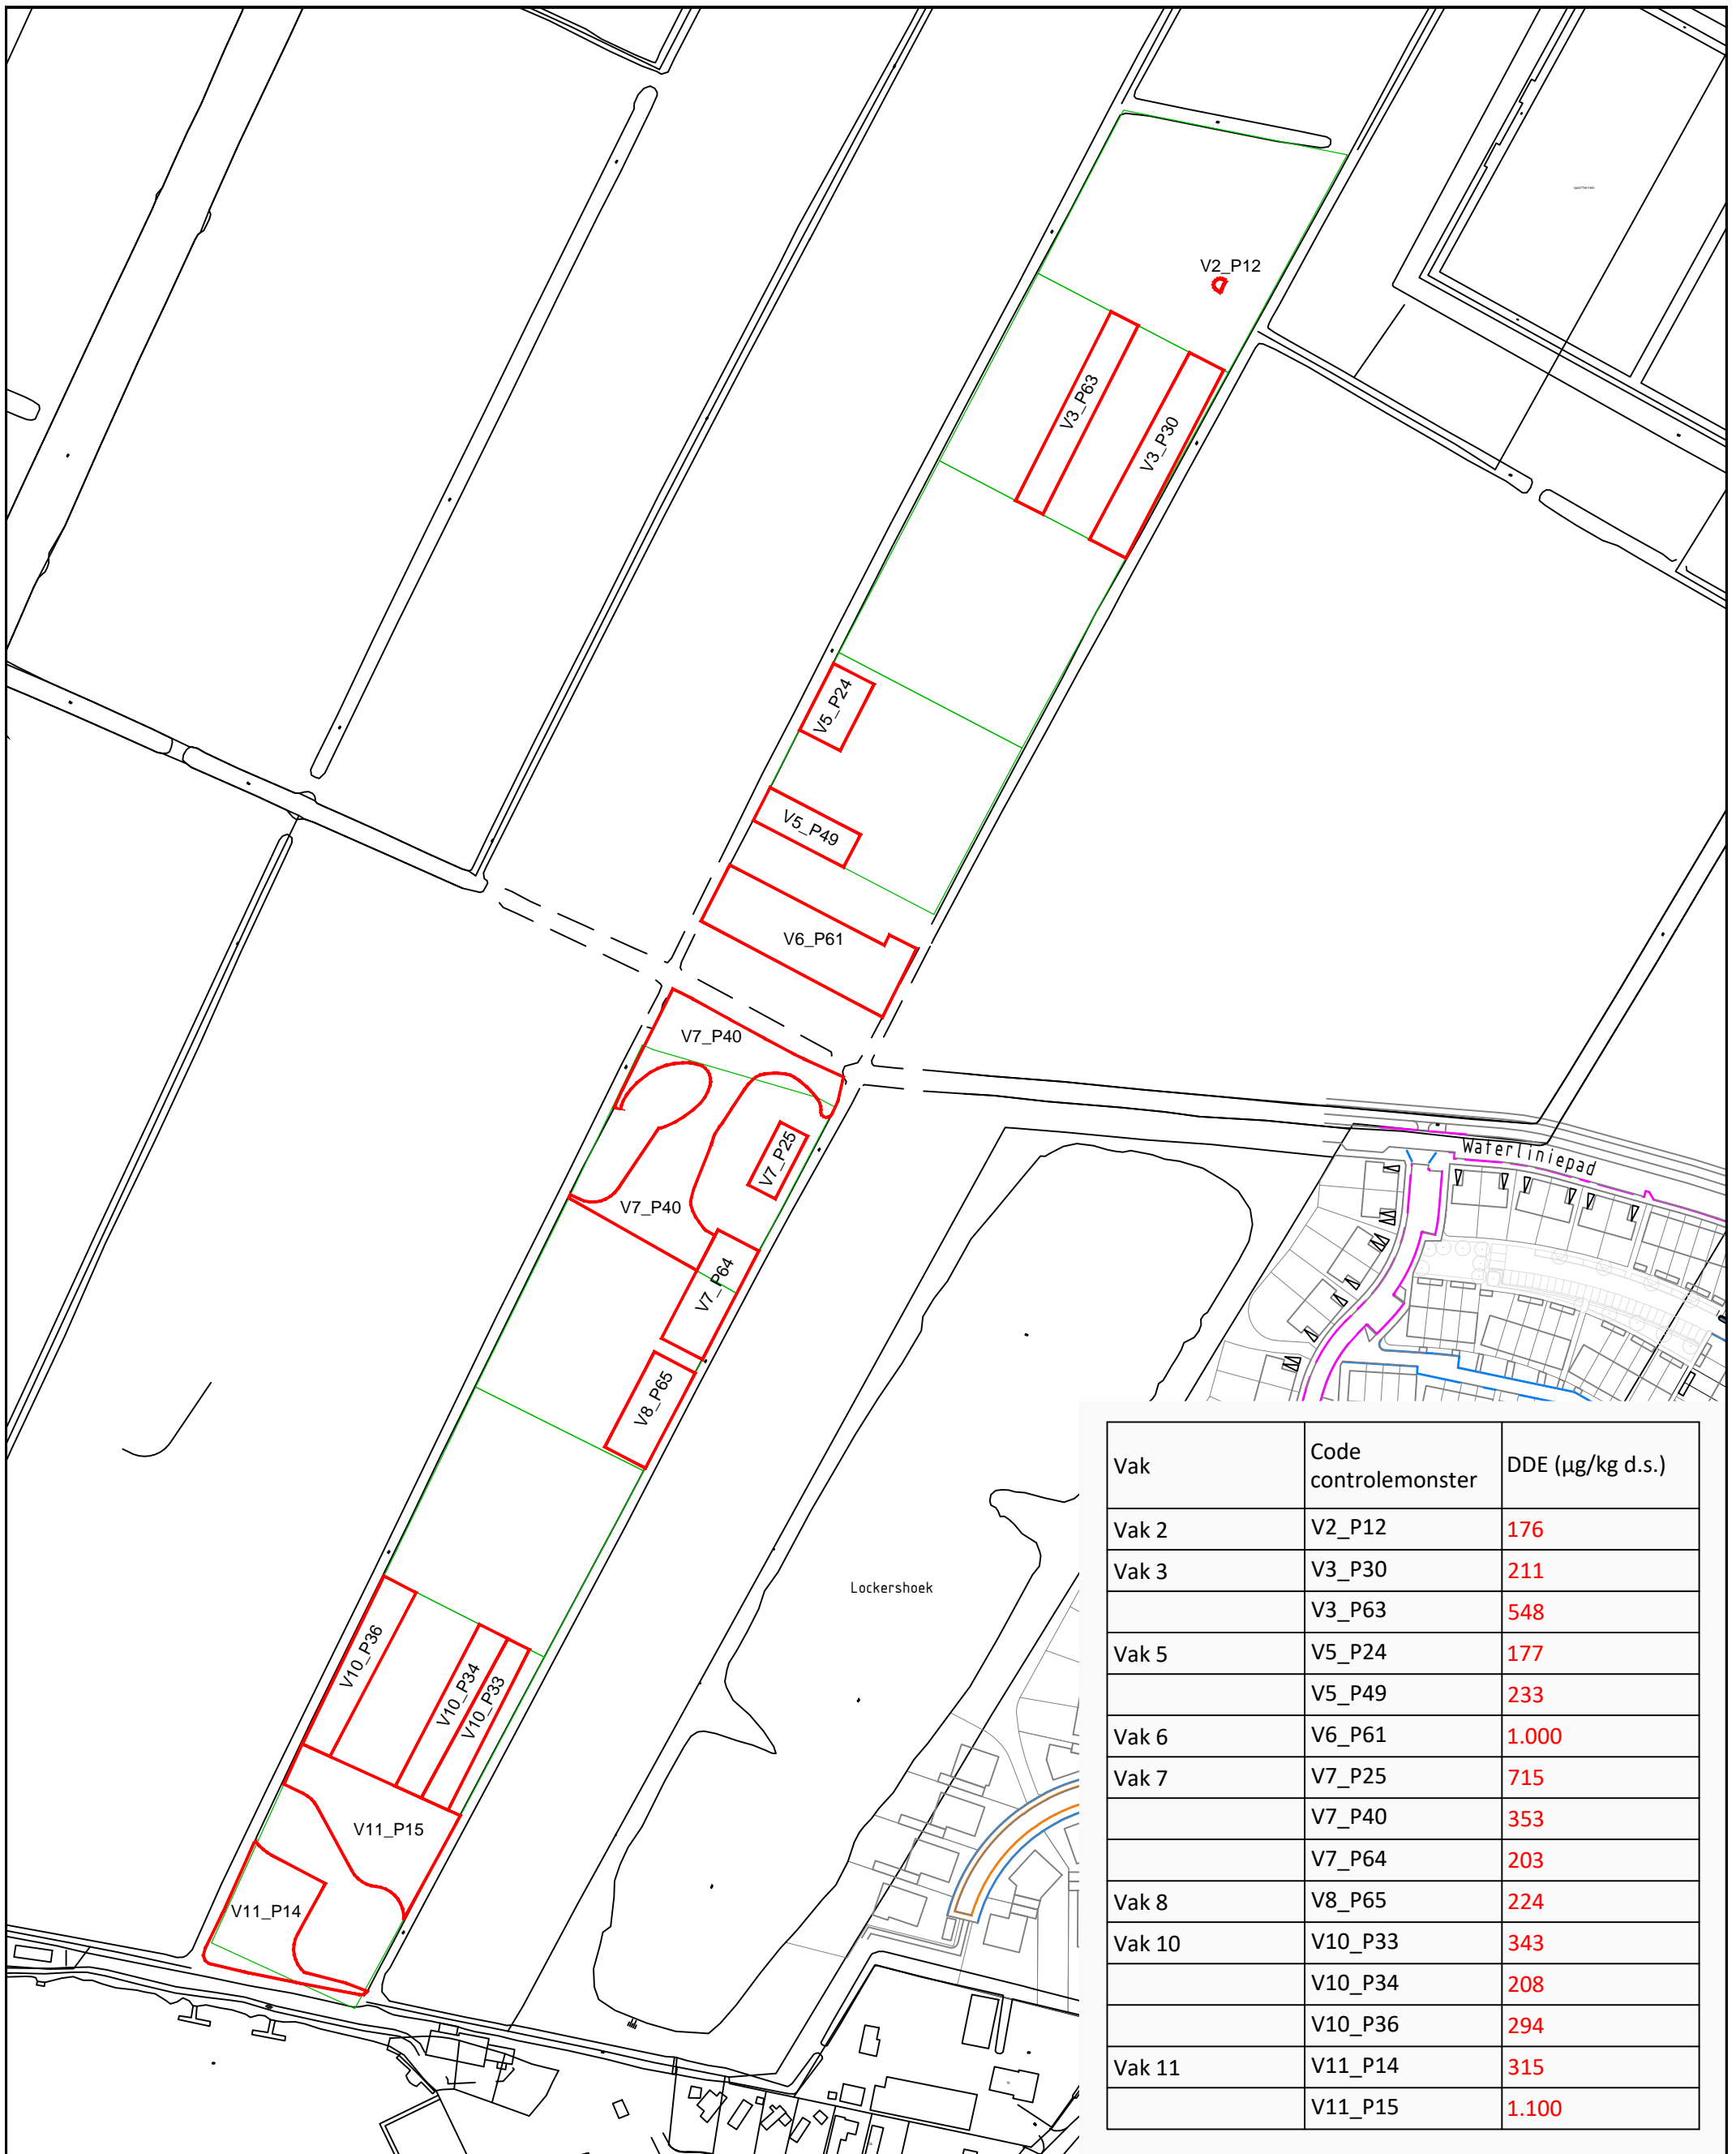 V2_P12
V3_P63
V3_P30
V5_P24
V5_P49
V6_P61
V7_P40
V7_P25
V7_P40
V7_P64
V8_P65
Waterliniepad
Lockershoek
V10_P36
V10_P34
V10_P33
V11_P15
V11_P14
Vak Code controlemonster DDE (µg/kg d.s.)
Vak 2 V2_P12 176
Vak 3 V3_P30 211
V3_P63 548
Vak 5 V5_P24 177
V5_P49 233
Vak 6 V6_P61 1.000
Vak 7 V7_P25 715
V7_P40 353
V7_P64 203
Vak 8 V8_P65 224
Vak 10 V10_P33 343
V10_P34 208
V10_P36 294
Vak 11 V11_P14 315
V11_P15 1.100